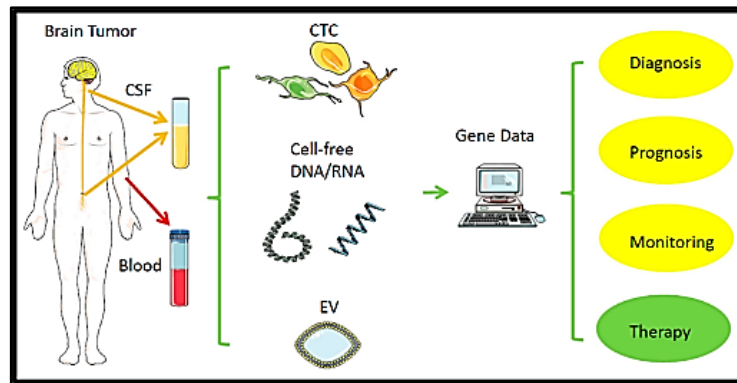 Brain Tumor
CSF
Blood
CTC
Cell-free
DNA/RNA
EV
Gene Data
Diagnosis
Prognosis
Monitoring
Therapy